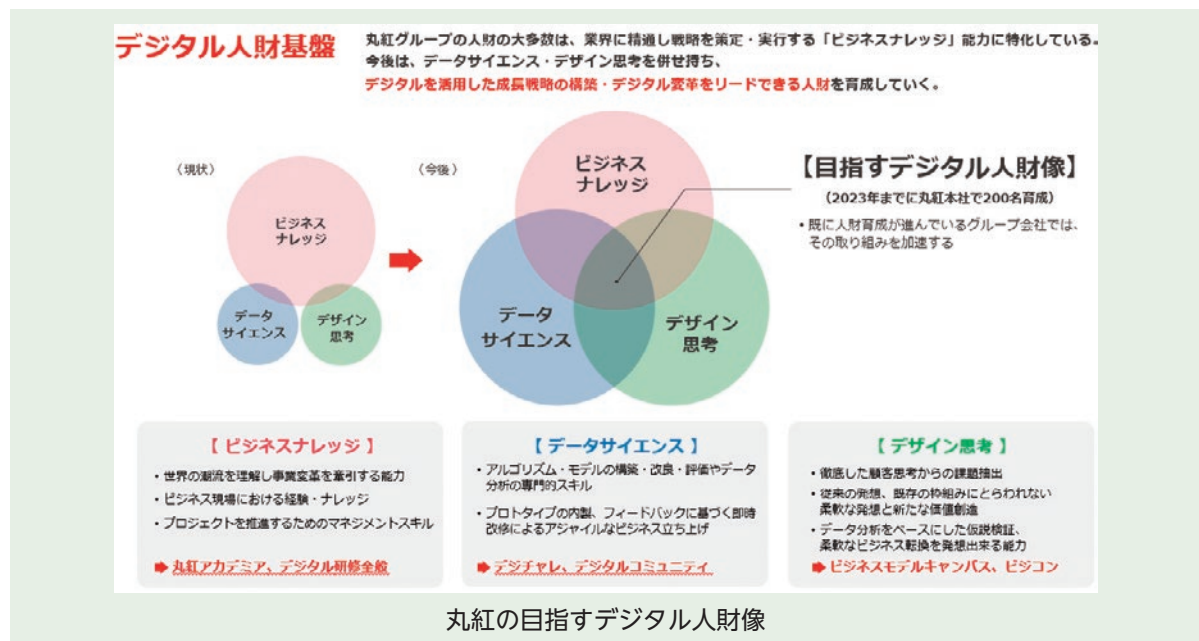 デジタル人財基盤
丸紅グループの人財の大多数は、業界に精通し戦略を策定・実行する「ビジネスナレッジ」能力に特化している。
今後は、データサイエンス・デザイン思考を併せ持ち、
デジタルを活用した成長戦略の構築・デジタル変革をリードできる人財を育成していく。
（現状）
ビジネス
ナレッジ
データ
サイエンス
デザイン
思考
（今後）
ビジネス
ナレッジ
データ
サイエンス
デザイン
思考
【目指すデジタル人財像】
（2023年までに丸紅本社で200名育成）
・既に人財育成が進んでいるグループ会社では、
その取り組みを加速する
【 ビジネスナレッジ 】
・世界の潮流を理解し事業変革を牽引する能力
・ビジネス現場における経験・ナレッジ
・プロジェクトを推進するためのマネジメントスキル
➡ 丸紅アカデミア、デジタル研修全般
【 データサイエンス 】
・アルゴリズム・モデルの構築・改良・評価やデータ
分析の専門的スキル
・プロトタイプの内製、フィードバックに基づく即時
改修によるアジャイルなビジネス立ち上げ
➡ デジチャレ、デジタルコミュニティ
【 デザイン思考 】
・徹底した顧客思考からの課題抽出
・従来の発想、既存の枠組みにとらわれない
柔軟な発想と新たな価値創造
・データ分析をベースにした仮説検証、
柔軟なビジネス転換を発想出来る能力
➡ ビジネスモデルキャンバス、ビジコン
丸紅の目指すデジタル人財像